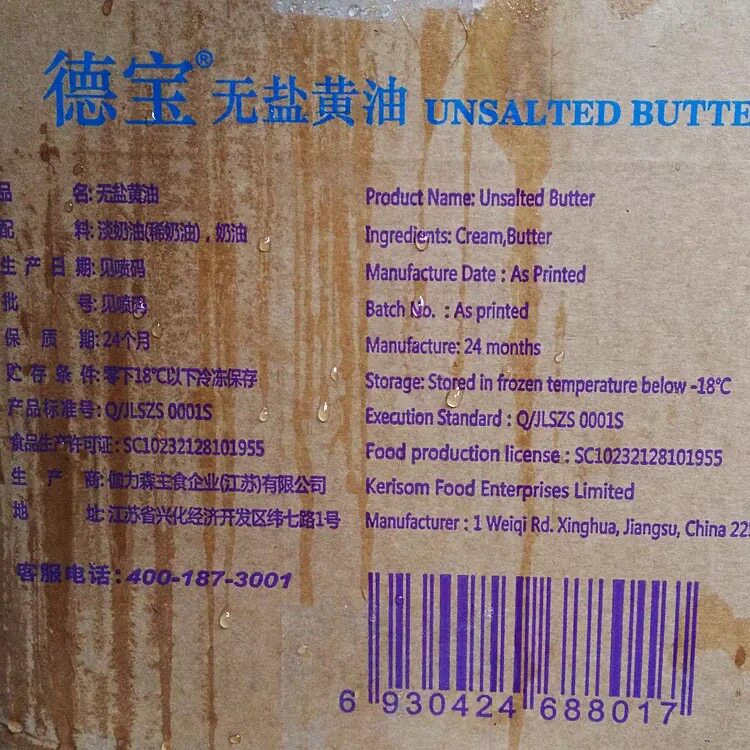 德宝® 无盐黄油 UNSALTED BUTTE
品 名: 无盐黄油
配 料: 淡奶油(稀奶油)，奶油
生产日期: 见喷码
批 号: 见喷码
保 质 期: 24个月
贮存条件: 零下18℃以下冷冻保存
产品标准号: Q/JLSZS 0001S
食品生产许可证: SC10232128101955
生 产 商: 伽力森主食企业(江苏)有限公司
地 址: 江苏省兴化经济开发区纬七路1号
客服电话: 400-187-3001
Product Name: Unsalted Butter
Ingredients: Cream,Butter
Manufacture Date : As Printed
Batch No. : As printed
Manufacture: 24 months
Storage: Stored in frozen temperature below -18℃
Execution Standard : Q/JLSZS 0001S
Food production license : SC10232128101955
Kerisom Food Enterprises Limited
Manufacturer : 1 Weiqi Rd. Xinghua, Jiangsu, China 22
6 930424 688017